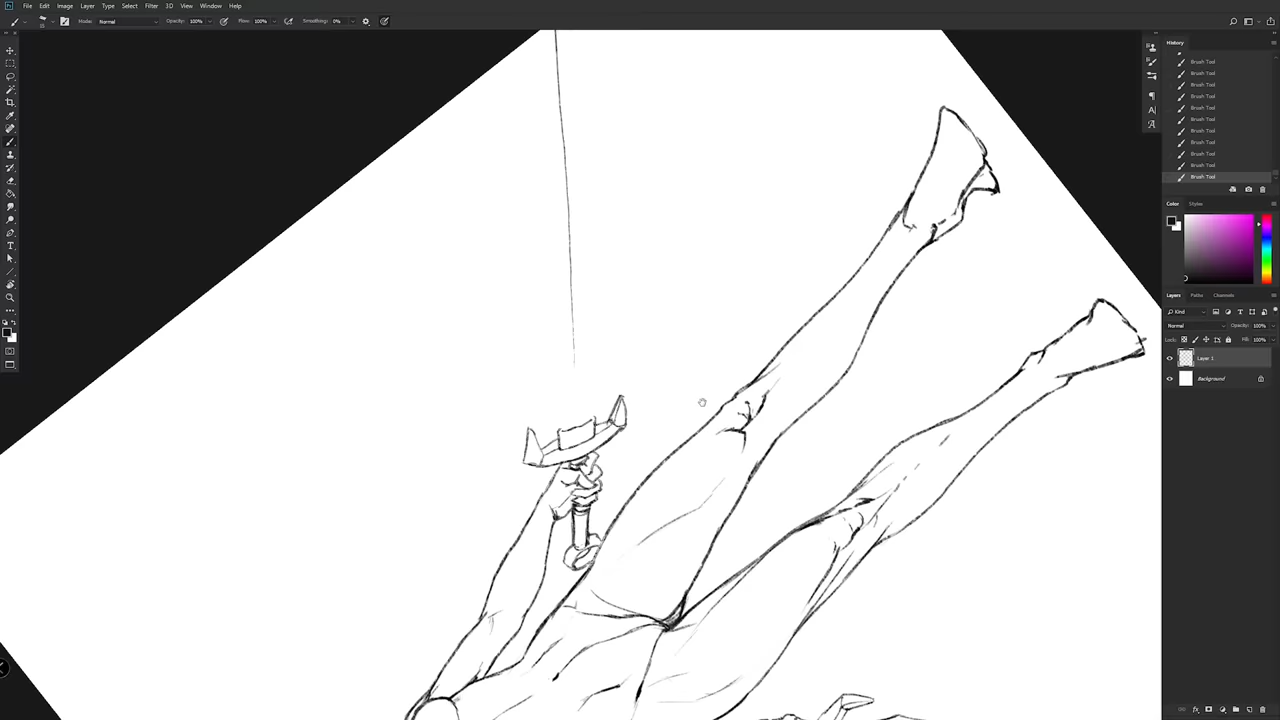 Ps File Edit Image Layer Type Select Filter 3D View Window Help
Mode: Normal Opacity: 100% Flow: 100% Smoothing: 0%
History
Brush Tool
Brush Tool
Brush Tool
Brush Tool
Brush Tool
Brush Tool
Brush Tool
Brush Tool
Brush Tool
Brush Tool
Brush Tool
Color Styles
Layers Paths Channels
Kind
Normal Opacity: 100%
Lock: Fill: 100%
Layer 1
Background